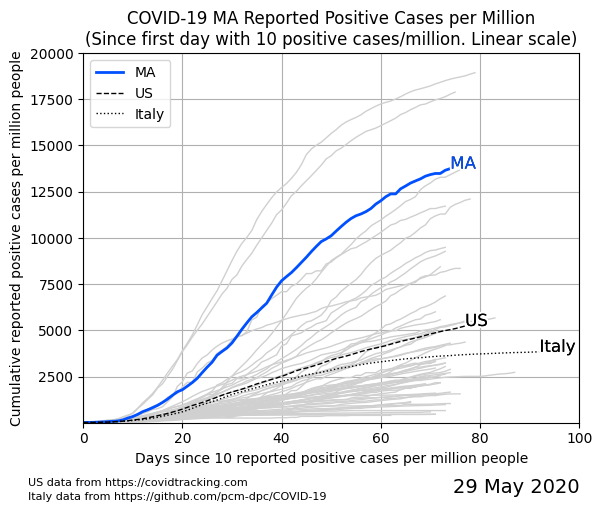 COVID-19 MA Reported Positive Cases per Million
(Since first day with 10 positive cases/million. Linear scale)
Cumulative reported positive cases per million people
20000
17500
15000
12500
10000
7500
5000
2500
MA
US
Italy
MA
US
Italy
0
20
40
60
80
100
Days since 10 reported positive cases per million people
US data from https://covidtracking.com
Italy data from https://github.com/pcm-dpc/COVID-19
29 May 2020